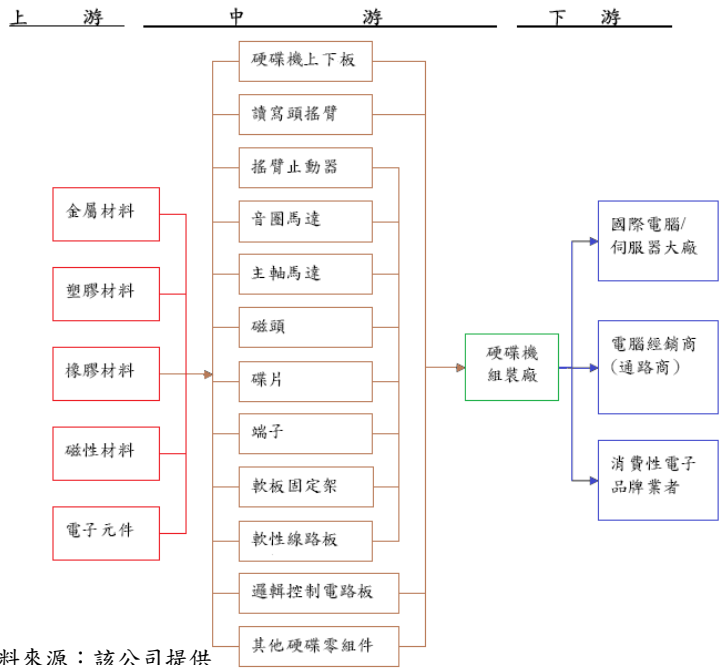 上 游 中 游 下 游
硬碟機上下板
讀寫頭搖臂
搖臂止動器
音圈馬達
主軸馬達
磁頭
碟片
端子
軟板固定架
軟性線路板
邏輯控制電路板
其他硬碟零組件
金屬材料
塑膠材料
橡膠材料
磁性材料
電子元件
硬碟機
組裝廠
國際電腦/
伺服器大廠
電腦經銷商
(通路商)
消費性電子
品牌業者
料來源：該公司提供